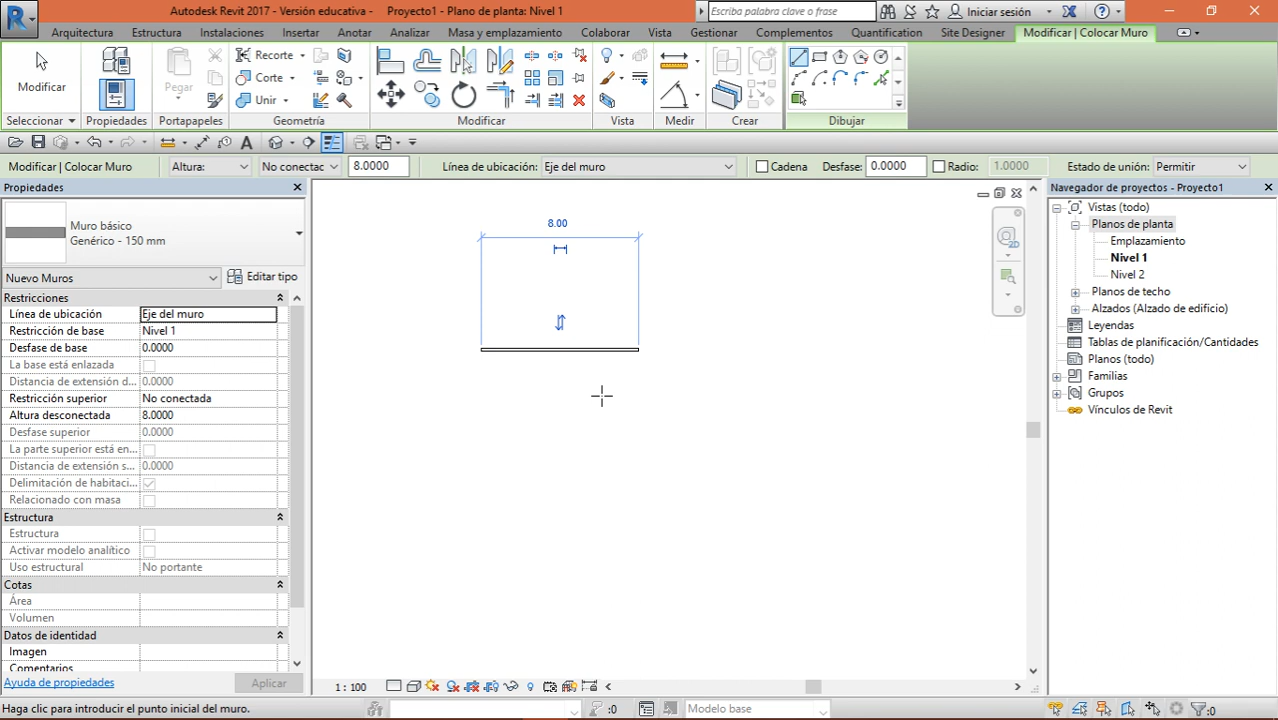 Autodesk Revit 2017 - Versión educativa - Proyecto1 - Plano de planta: Nivel 1
Escriba palabra clave o frase
Iniciar sesión
Arquitectura Estructura Instalaciones Insertar Anotar Analizar Masa y emplazamiento Colaborar Vista Gestionar Complementos Quantification Site Designer Modificar | Colocar Muro
Modificar
Pegar
Recorte
Corte
Unir
Seleccionar Propiedades Portapapeles Geometría Modificar Vista Medir Crear Dibujar
Modificar | Colocar Muro Altura: No conectac 8.0000 Línea de ubicación: Eje del muro Cadena Desfase: 0.0000 Radio: 1.0000 Estado de unión: Permitir
Propiedades
Muro básico
Genérico - 150 mm
Nuevo Muros Editar tipo
Restricciones
Línea de ubicación Eje del muro
Restricción de base Nivel 1
Desfase de base 0.0000
La base está enlazada
Distancia de extensión d... 0.0000
Restricción superior No conectada
Altura desconectada 8.0000
Desfase superior 0.0000
La parte superior está en...
Distancia de extensión s... 0.0000
Delimitación de habitaci...
Relacionado con masa
Estructura
Estructura
Activar modelo analítico
Uso estructural No portante
Cotas
Área
Volumen
Datos de identidad
Imagen
Comentarios
Ayuda de propiedades Aplicar
8.00
2D
Navegador de proyectos - Proyecto1
Vistas (todo)
Planos de planta
Emplazamiento
Nivel 1
Nivel 2
Planos de techo
Alzados (Alzado de edificio)
Leyendas
Tablas de planificación/Cantidades
Planos (todo)
Familias
Grupos
Vínculos de Revit
1 : 100
Haga clic para introducir el punto inicial del muro. :0 Modelo base :0